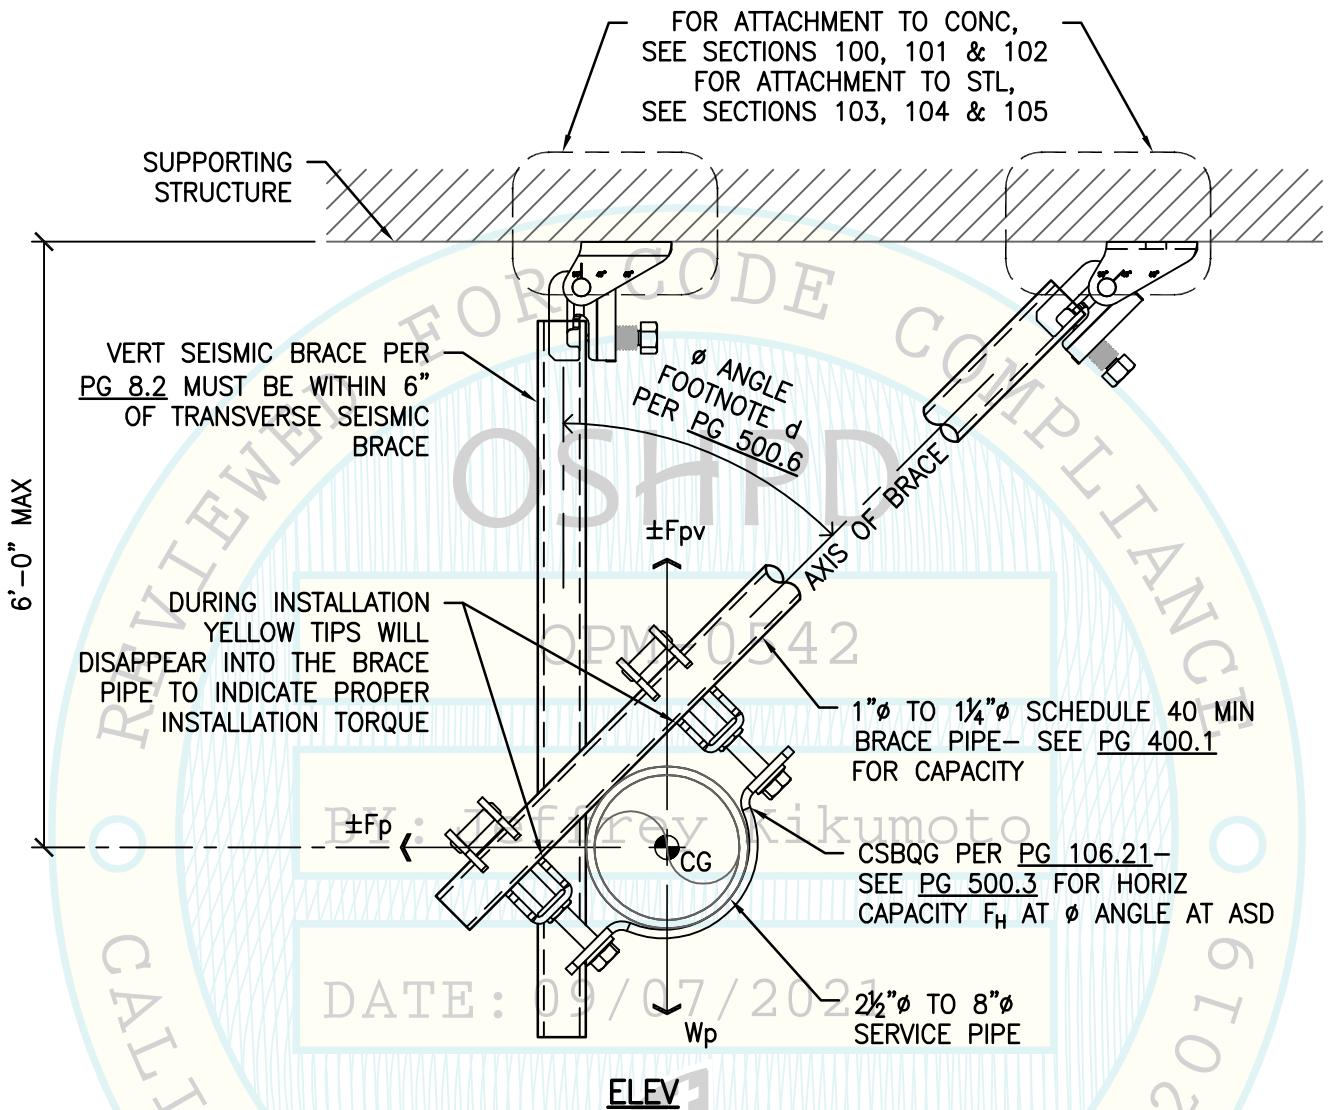 FOR ATTACHMENT TO CONC,
SEE SECTIONS 100, 101 & 102
FOR ATTACHMENT TO STL,
SEE SECTIONS 103, 104 & 105
SUPPORTING
STRUCTURE
VERT SEISMIC BRACE PER
PG 8.2 MUST BE WITHIN 6"
OF TRANSVERSE SEISMIC
BRACE
ø ANGLE
FOOTNOTE d
PER PG 500.6
6'-0" MAX
AXIS OF BRACE
±Fpv
DURING INSTALLATION
YELLOW TIPS WILL
DISAPPEAR INTO THE BRACE
PIPE TO INDICATE PROPER
INSTALLATION TORQUE
1"ø TO 1¼"ø SCHEDULE 40 MIN
BRACE PIPE- SEE PG 400.1
FOR CAPACITY
±Fp
CG
CSBQG PER PG 106.21-
SEE PG 500.3 FOR HORIZ
CAPACITY FH AT ø ANGLE AT ASD
2½"ø TO 8"ø
SERVICE PIPE
Wp
ELEV
REVIEWED FOR CODE COMPLIANCE
OSHPD
OPM 0542
BY: Jeffrey Kikumoto
DATE: 09/07/2021
CALI
2019